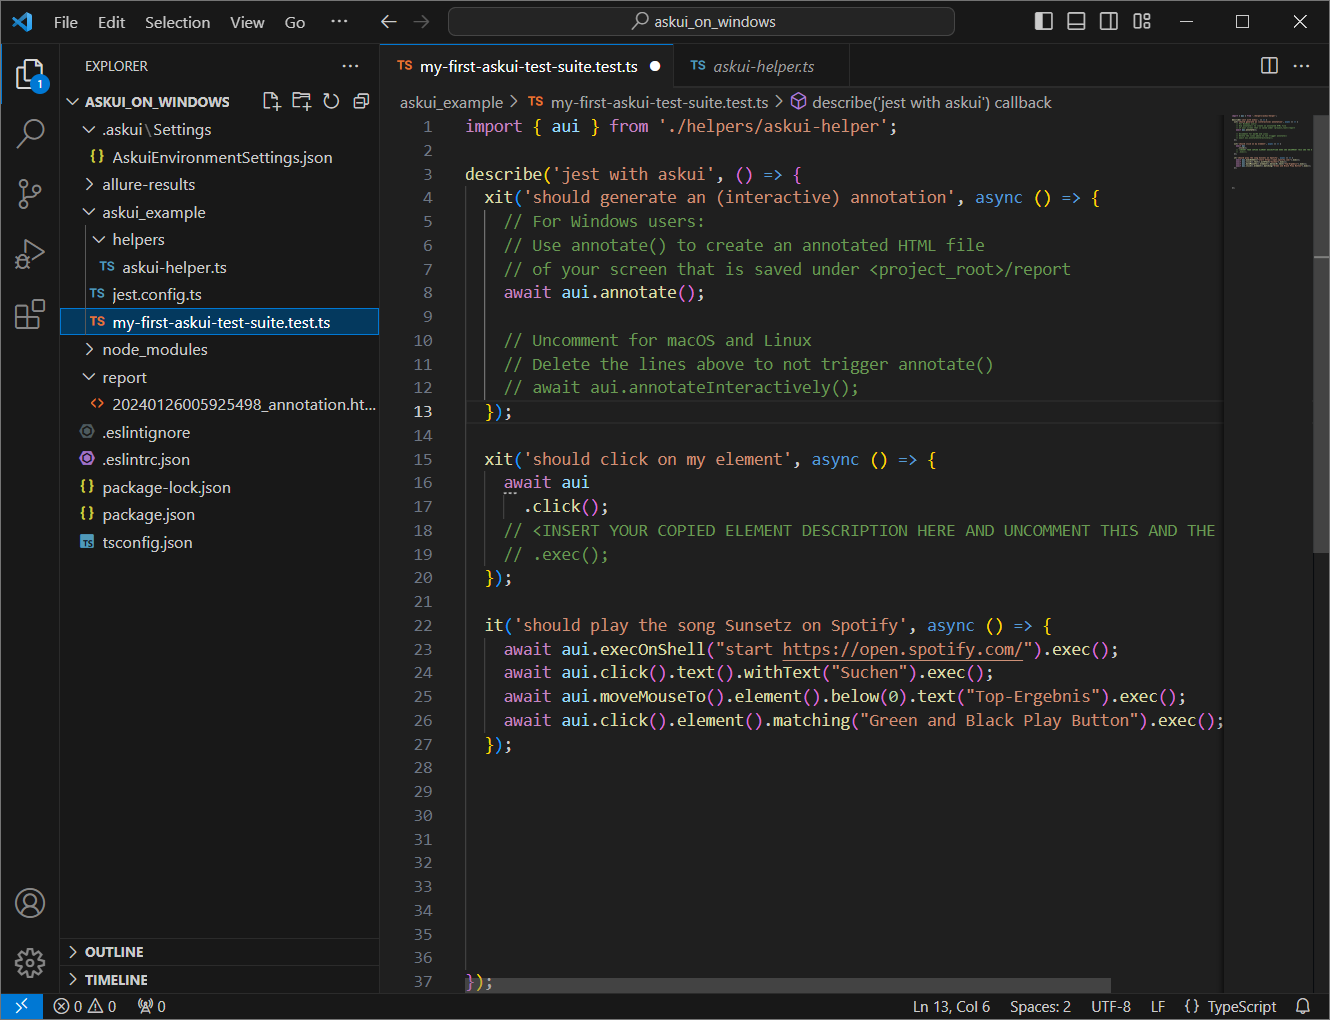 File Edit Selection View Go ··· askui_on_windows
EXPLORER ···
1
ASKUI_ON_WINDOWS
.askui\Settings
{} AskuiEnvironmentSettings.json
allure-results
askui_example
helpers
TS askui-helper.ts
TS jest.config.ts
TS my-first-askui-test-suite.test.ts
node_modules
report
<> 20240126005925498_annotation.ht...
.eslintignore
.eslintrc.json
{} package-lock.json
{} package.json
TS tsconfig.json
OUTLINE
TIMELINE
TS my-first-askui-test-suite.test.ts ● TS askui-helper.ts ···
askui_example > TS my-first-askui-test-suite.test.ts > describe('jest with askui') callback
1 import { aui } from './helpers/askui-helper';
2
3 describe('jest with askui', () => {
4 xit('should generate an (interactive) annotation', async () => {
5 // For Windows users:
6 // Use annotate() to create an annotated HTML file
7 // of your screen that is saved under <project_root>/report
8 await aui.annotate();
9
10 // Uncomment for macOS and Linux
11 // Delete the lines above to not trigger annotate()
12 // await aui.annotateInteractively();
13 });
14
15 xit('should click on my element', async () => {
16 await aui
17 .click();
18 // <INSERT YOUR COPIED ELEMENT DESCRIPTION HERE AND UNCOMMENT THIS AND THE
19 // .exec();
20 });
21
22 it('should play the song Sunsetz on Spotify', async () => {
23 await aui.execOnShell("start https://open.spotify.com/").exec();
24 await aui.click().text().withText("Suchen").exec();
25 await aui.moveMouseTo().element().below(0).text("Top-Ergebnis").exec();
26 await aui.click().element().matching("Green and Black Play Button").exec();
27 });
28
29
30
31
32
33
34
35
36
37 });
0 0 0 Ln 13, Col 6 Spaces: 2 UTF-8 LF {} TypeScript